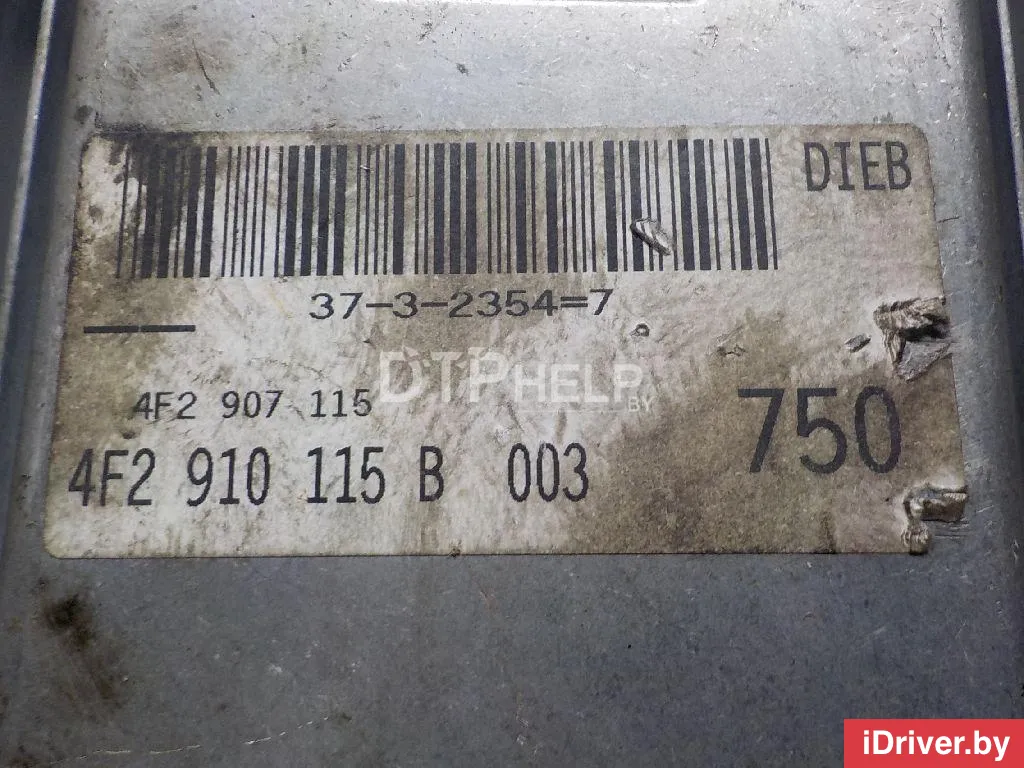 DIEB
37-3-2354=7
DTPHELP.BY
4F2 907 115
750
4F2 910 115 B 003
iDriver.by